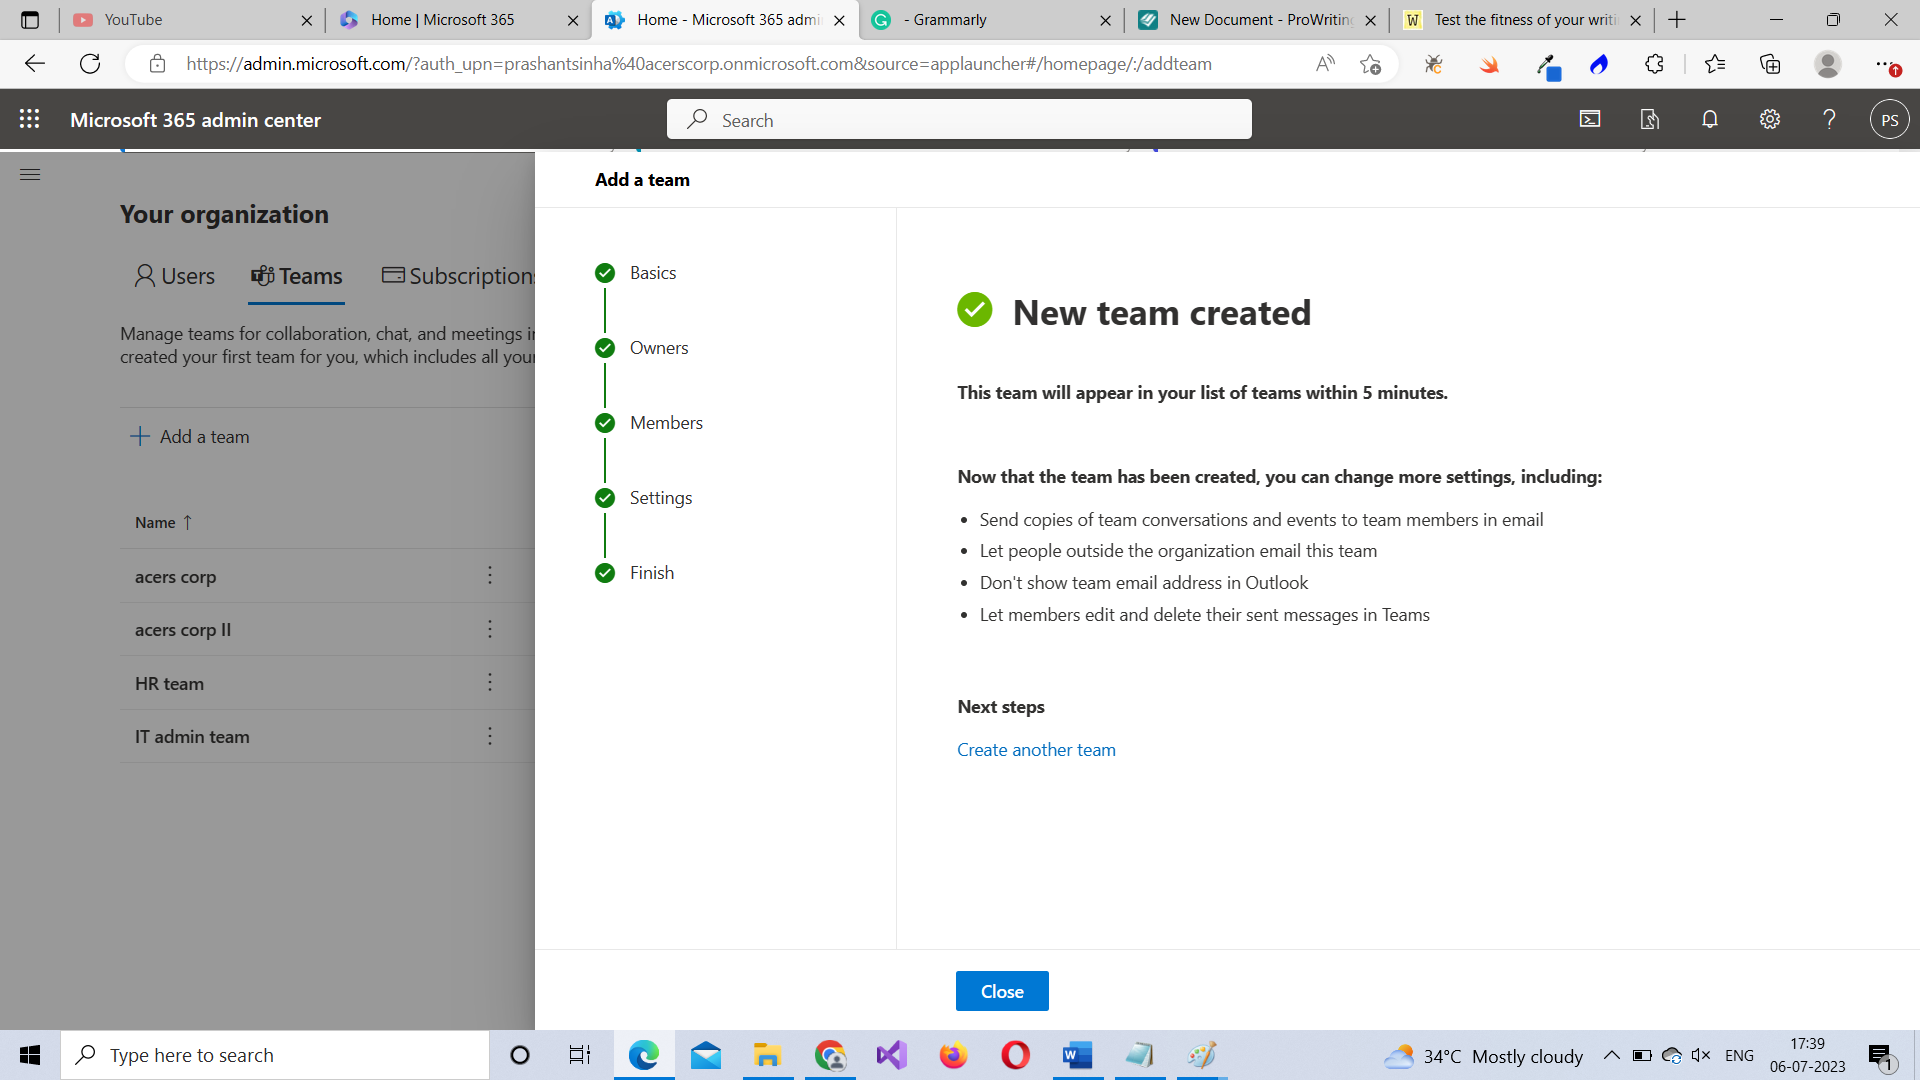 YouTube
Home | Microsoft 365
Home - Microsoft 365 admi
- Grammarly
New Document - ProWriting
Test the fitness of your writi
https://admin.microsoft.com/?auth_upn=prashantsinha%40acerscorp.onmicrosoft.com&source=applauncher#/homepage/:/addteam
Microsoft 365 admin center
Search
PS
Add a team
Your organization
Users
Teams
Subscriptions
Manage teams for collaboration, chat, and meetings in
created your first team for you, which includes all your
Add a team
Name ↑
acers corp
acers corp II
HR team
IT admin team
Basics
Owners
Members
Settings
Finish
New team created
This team will appear in your list of teams within 5 minutes.
Now that the team has been created, you can change more settings, including:
• Send copies of team conversations and events to team members in email
• Let people outside the organization email this team
• Don't show team email address in Outlook
• Let members edit and delete their sent messages in Teams
Next steps
Create another team
Close
Type here to search
34°C Mostly cloudy
ENG
17:39
06-07-2023
1